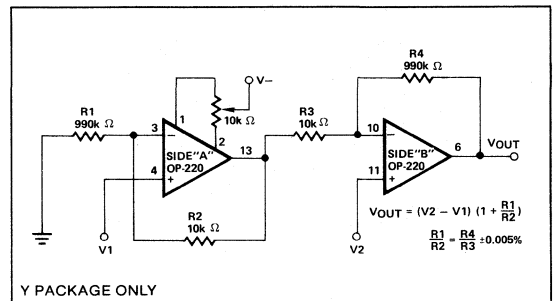 R1
990k Ω
3
4
V1
1
2
V–
10k Ω
SIDE"A"
OP-220
13
R2
10k Ω
R3
10k Ω
10
11
V2
R4
990k Ω
SIDE"B"
OP-220
6
VOUT
VOUT = (V2 – V1) (1 + R1/R2)
R1/R2 = R4/R3 ±0.005%
Y PACKAGE ONLY